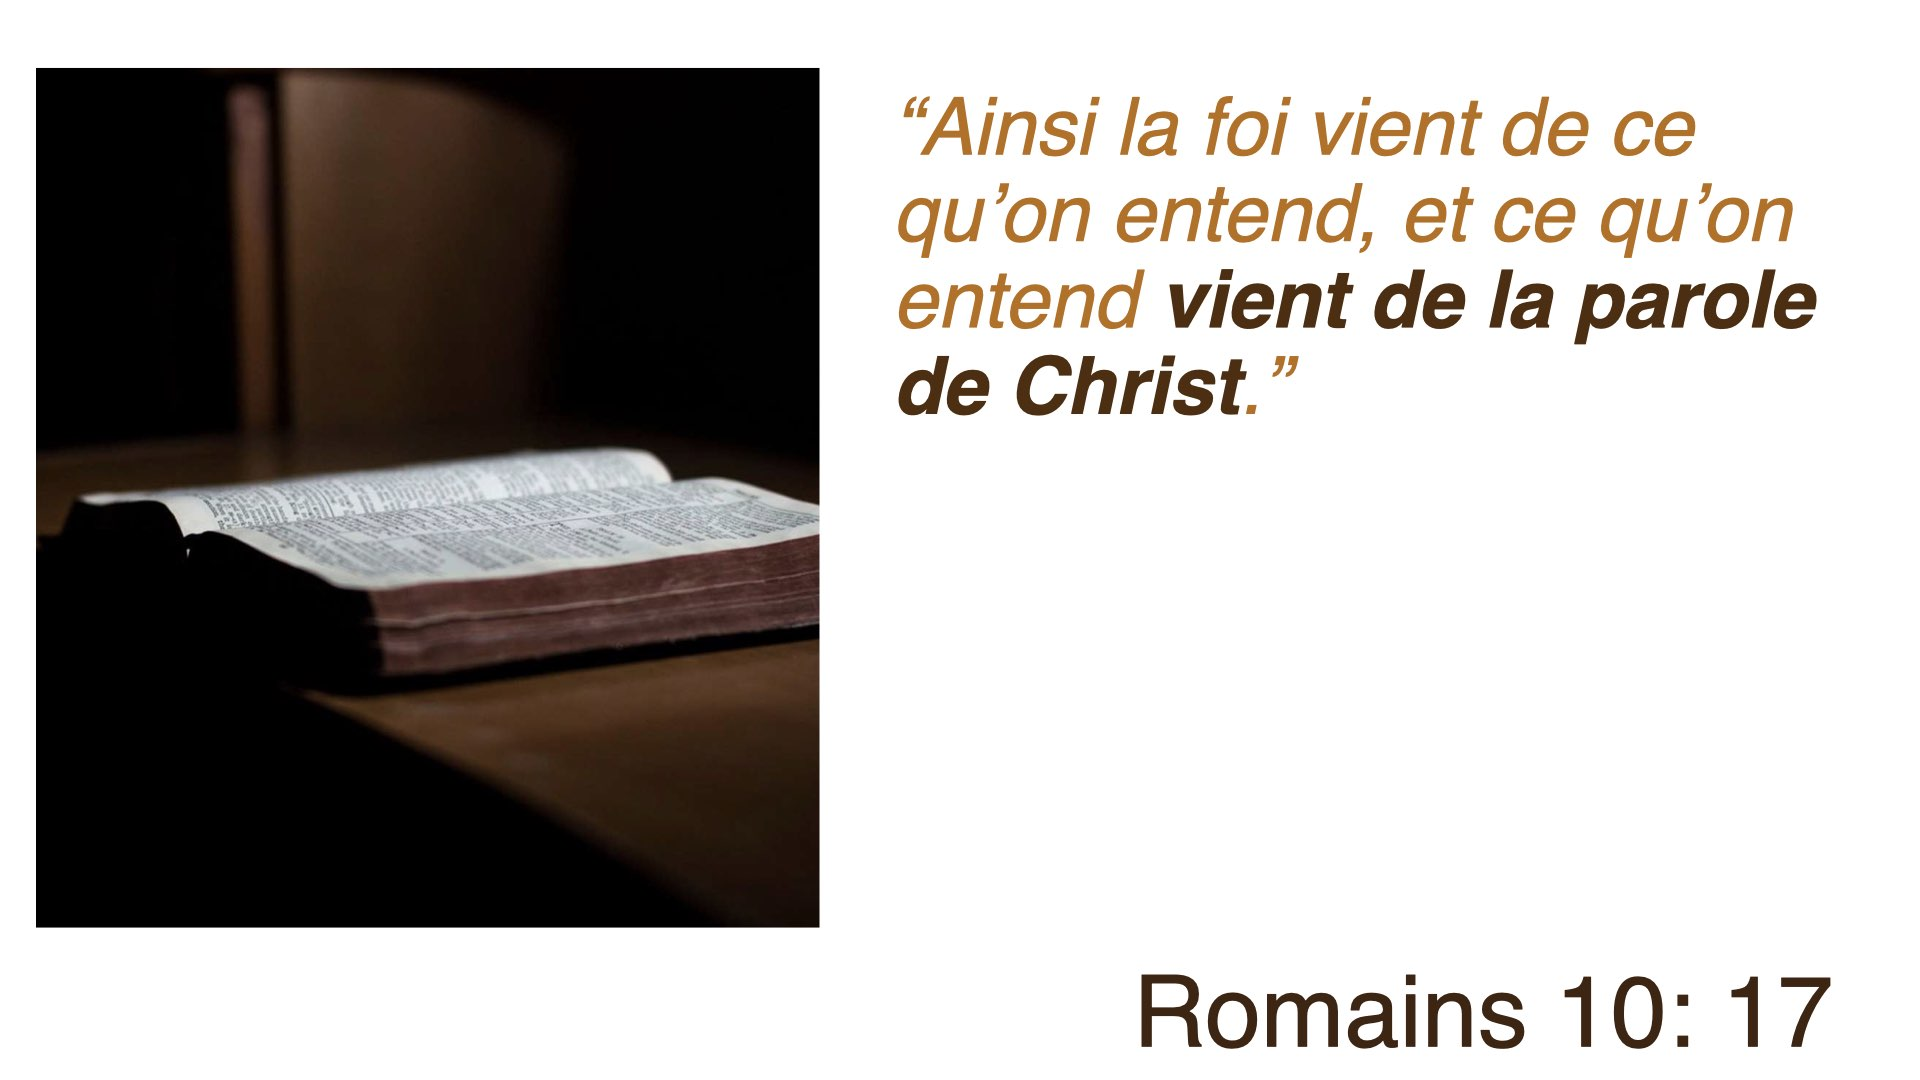 “Ainsi la foi vient de ce
qu’on entend, et ce qu’on
entend vient de la parole
de Christ.”
Romains 10: 17